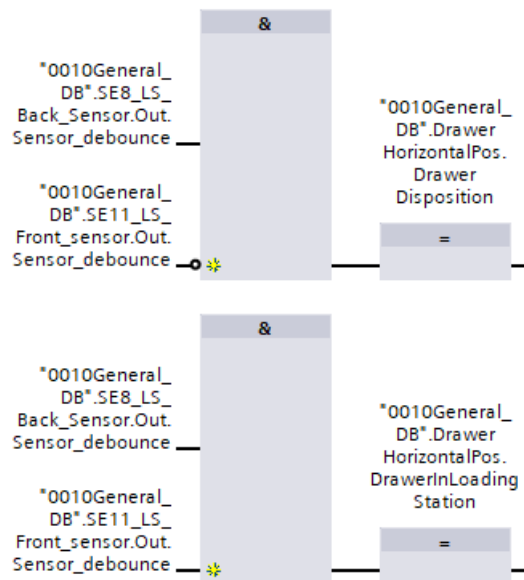 &
"0010General_
DB".SE8_LS_
Back_Sensor.Out.
Sensor_debounce
"0010General_
DB".SE11_LS_
Front_sensor.Out.
Sensor_debounce
"0010General_
DB".Drawer
HorizontalPos.
Drawer
Disposition
=
&
"0010General_
DB".SE8_LS_
Back_Sensor.Out.
Sensor_debounce
"0010General_
DB".SE11_LS_
Front_sensor.Out.
Sensor_debounce
"0010General_
DB".Drawer
HorizontalPos.
DrawerInLoading
Station
=